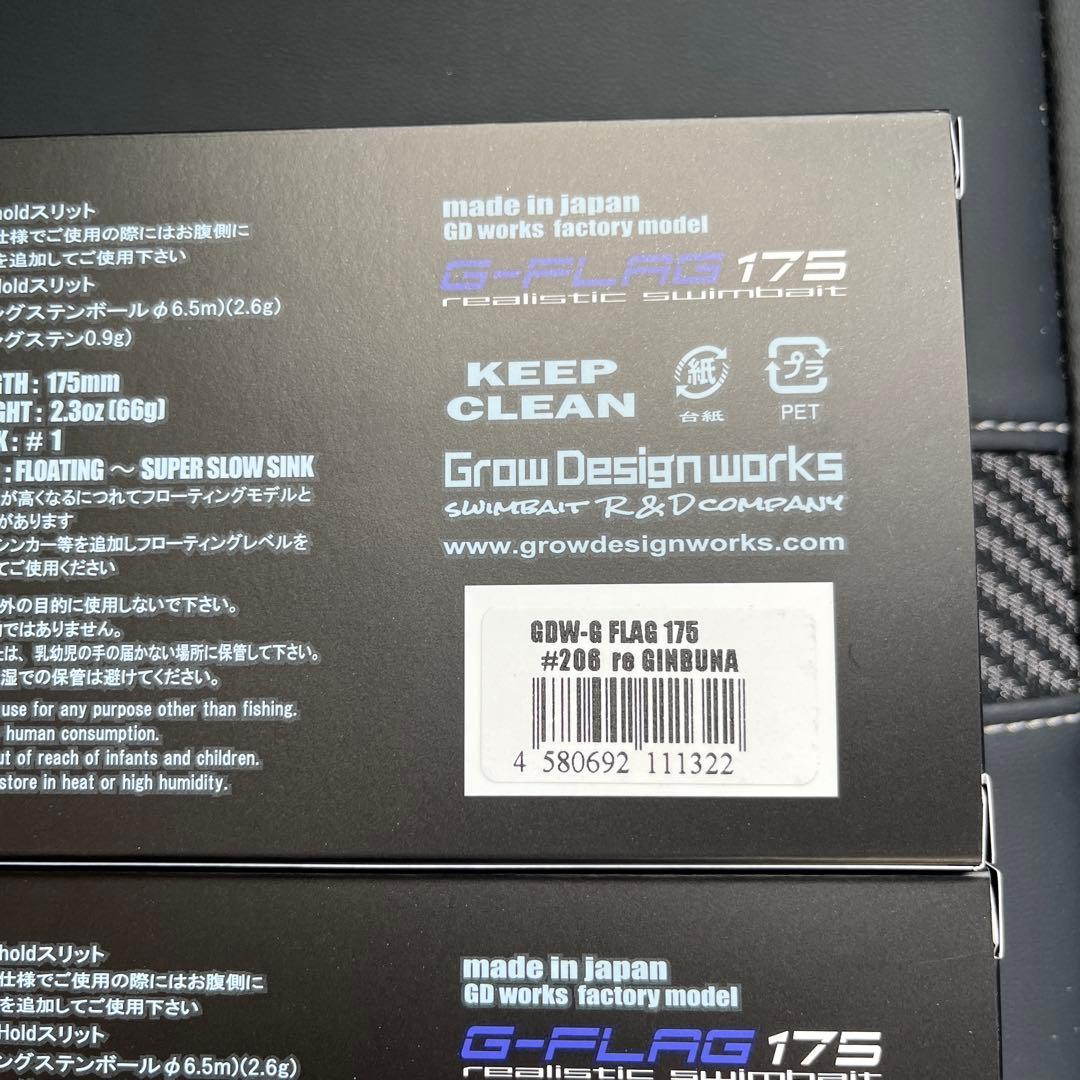 holdスリット
仕様でご使用の際にはお腹側に
を追加してご使用下さい
Holdスリット
ングステンボールφ6.5m)(2.6g)
ングステン0.9g)
GTH : 175mm
GHT : 2.3oz (66g)
K : # 1
: FLOATING ～ SUPER SLOW SINK
が高くなるにつれてフローティングモデルと
があります
シンカー等を追加しフローティングレベルを
てご使用ください
外の目的に使用しないで下さい。
ではありません。
は、乳幼児の手の届かない場所に保管して下さい。
湿での保管は避けてください。
use for any purpose other than fishing.
human consumption.
ut of reach of infants and children.
store in heat or high humidity.
made in japan
GD works factory model
G-FLAG 175
realistic swimbait
KEEP
CLEAN
紙
台紙
プラ
PET
Grow Design works
SWIMBAIT R & D COMPANY
www.growdesignworks.com
GDW-G FLAG 175
#206 re GINBUNA
4 580692 111322
holdスリット
仕様でご使用の際にはお腹側に
を追加してご使用下さい
Holdスリット
ングステンボールφ6.5m)(2.6g)
made in japan
GD works factory model
G-FLAG 175
realistic swimbait